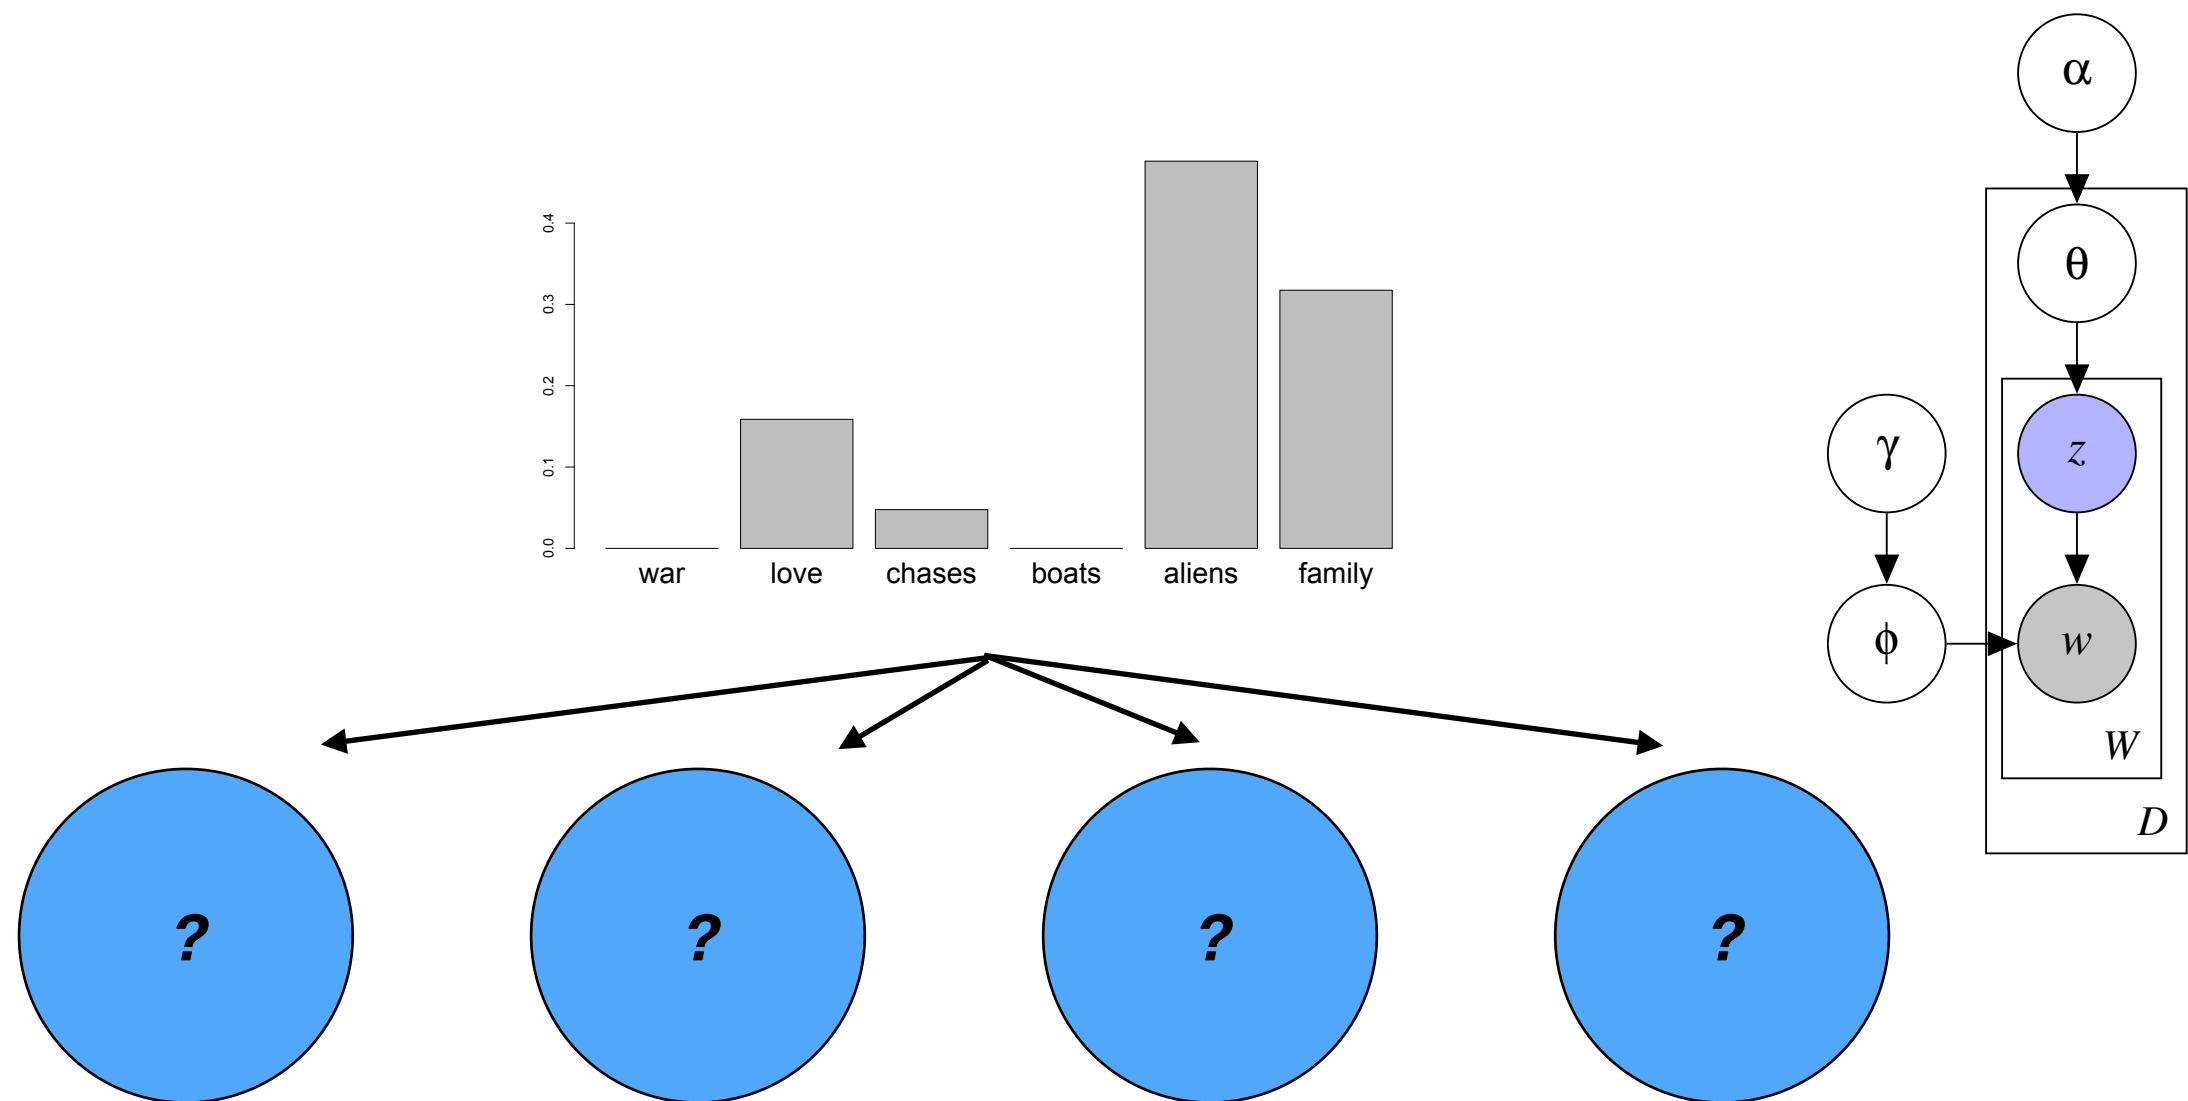 α
θ
0.4
0.3
0.2
0.1
0.0
war love chases boats aliens family
γ
z
φ
w
W
D
? ? ? ?